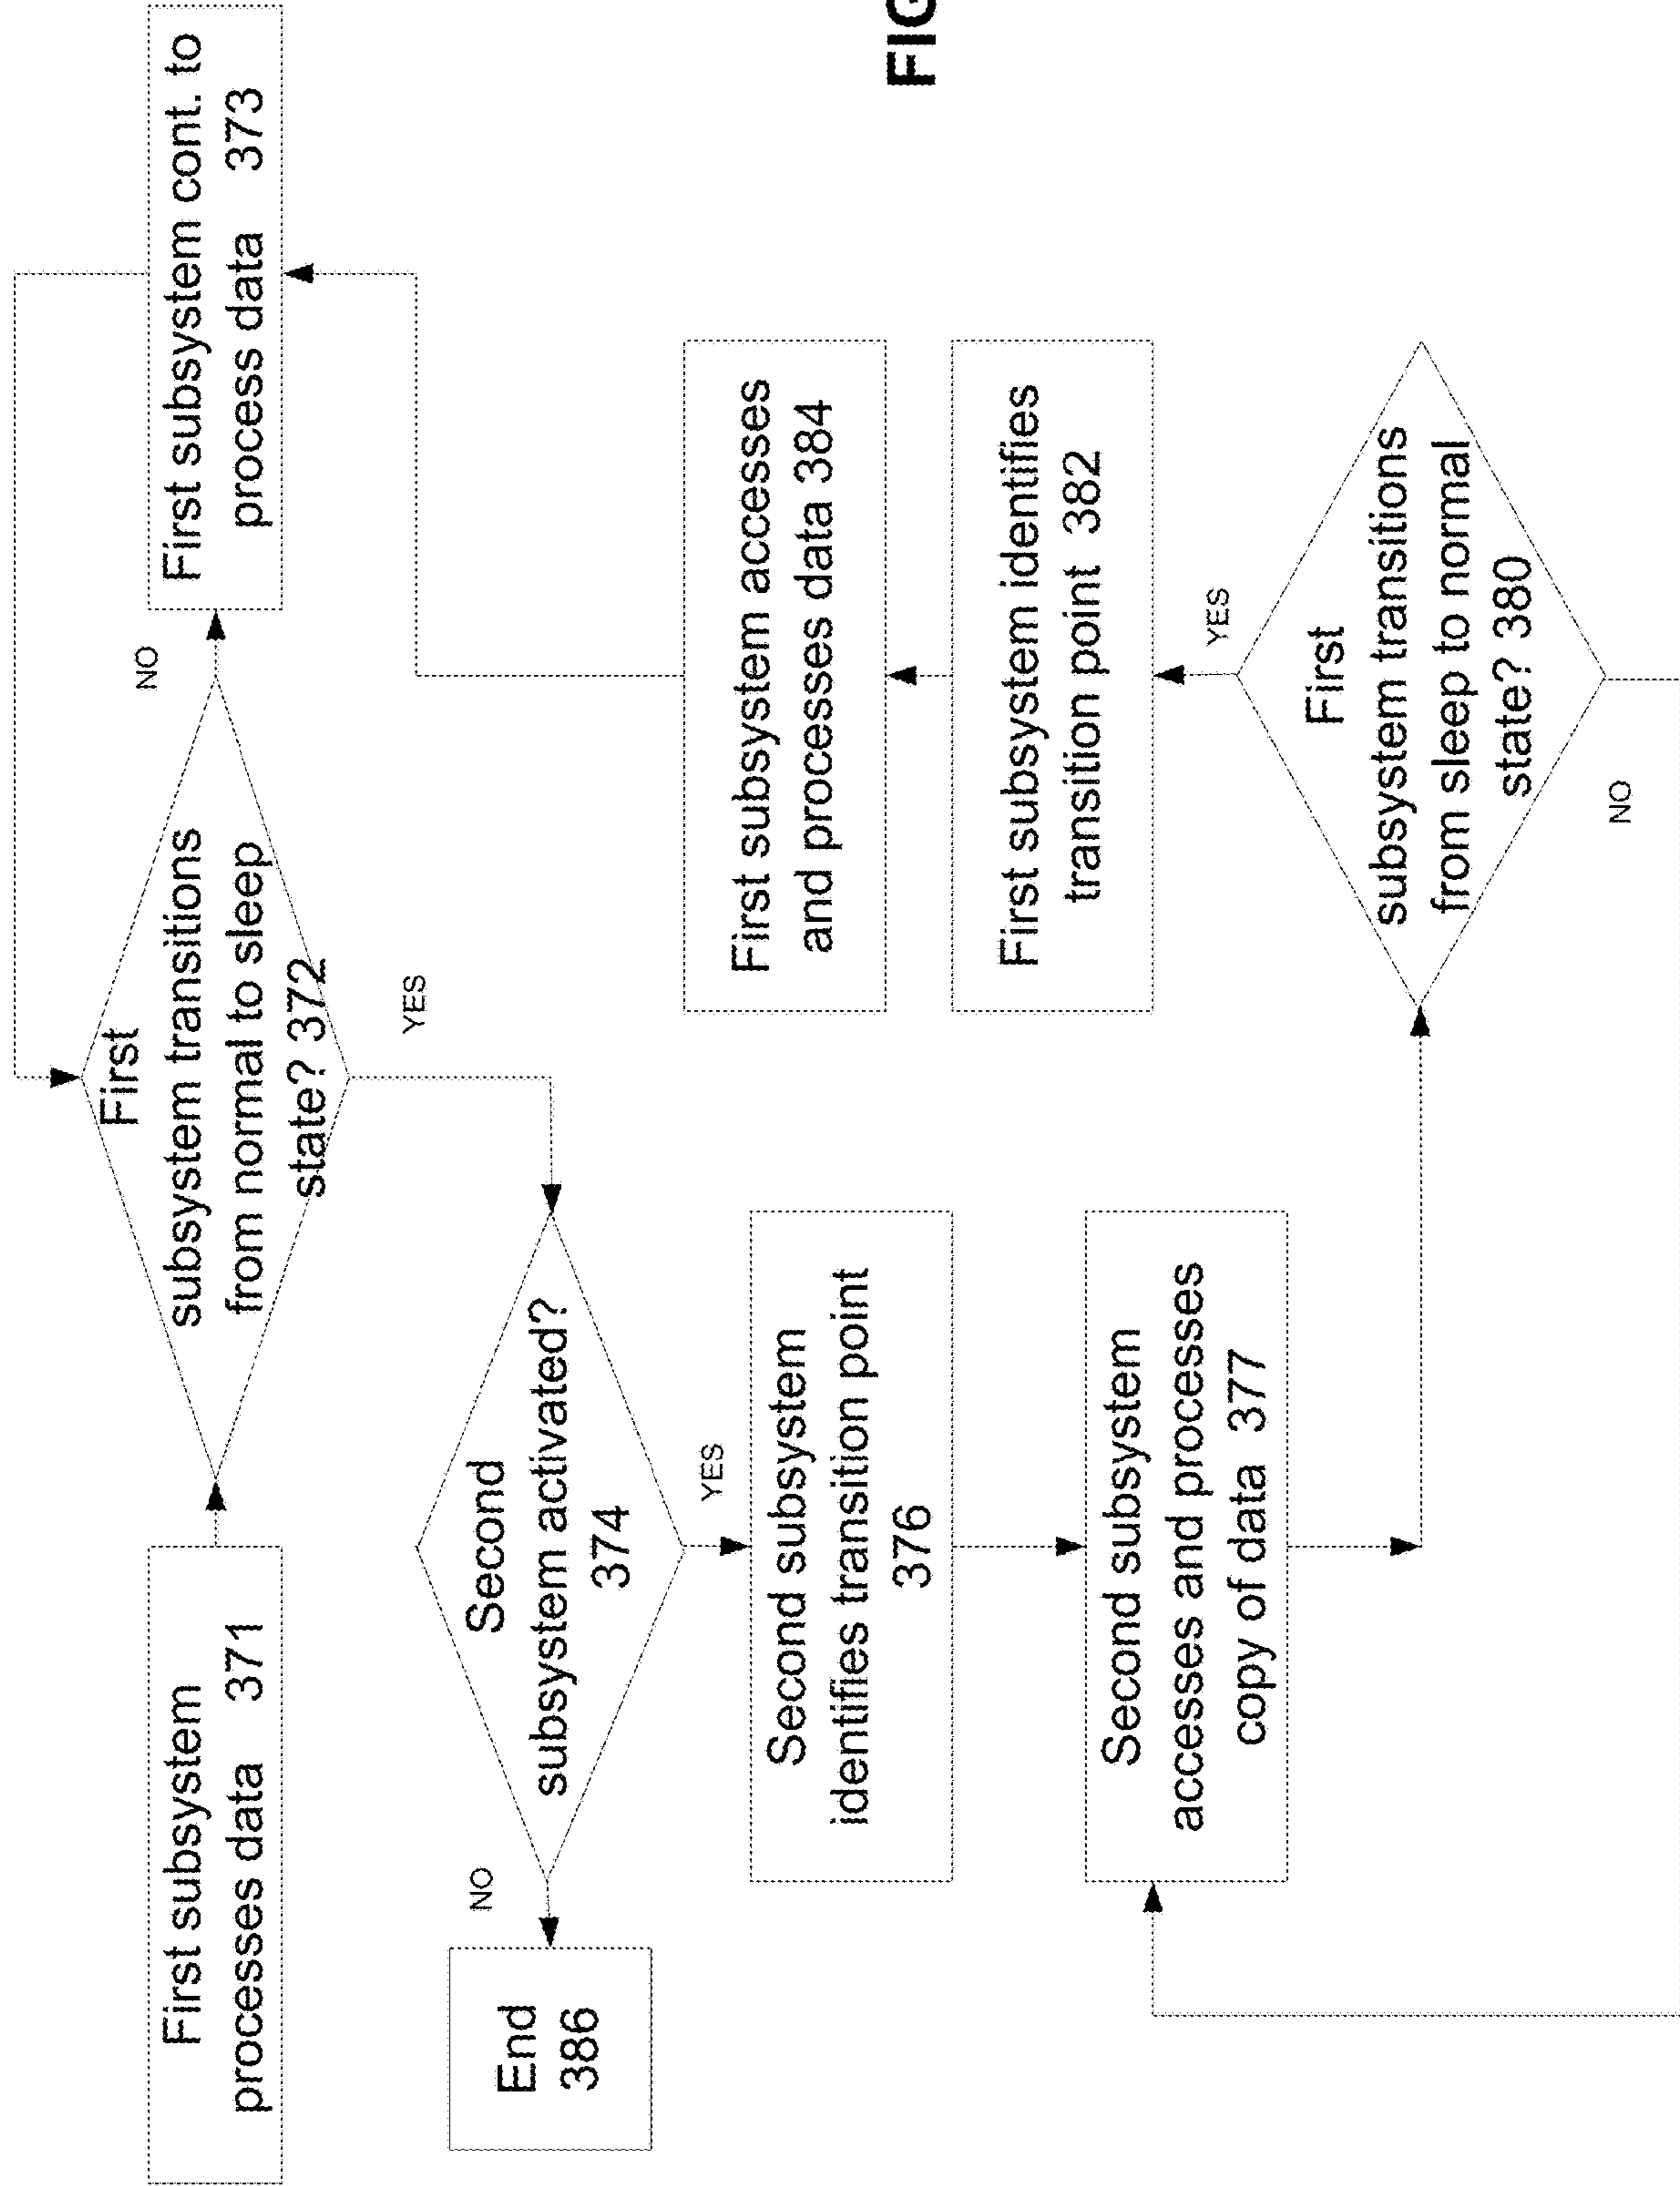 First subsystem
processes data 371
First
subsystem transitions
from normal to sleep
state? 372
NO
First subsystem cont. to
process data 373
YES
Second
subsystem activated?
374
NO
End
386
YES
Second subsystem
identifies transition point
376
Second subsystem
accesses and processes
copy of data 377
First
subsystem transitions
from sleep to normal
state? 380
NO
YES
First subsystem identifies
transition point 382
First subsystem accesses
and processes data 384
FIG